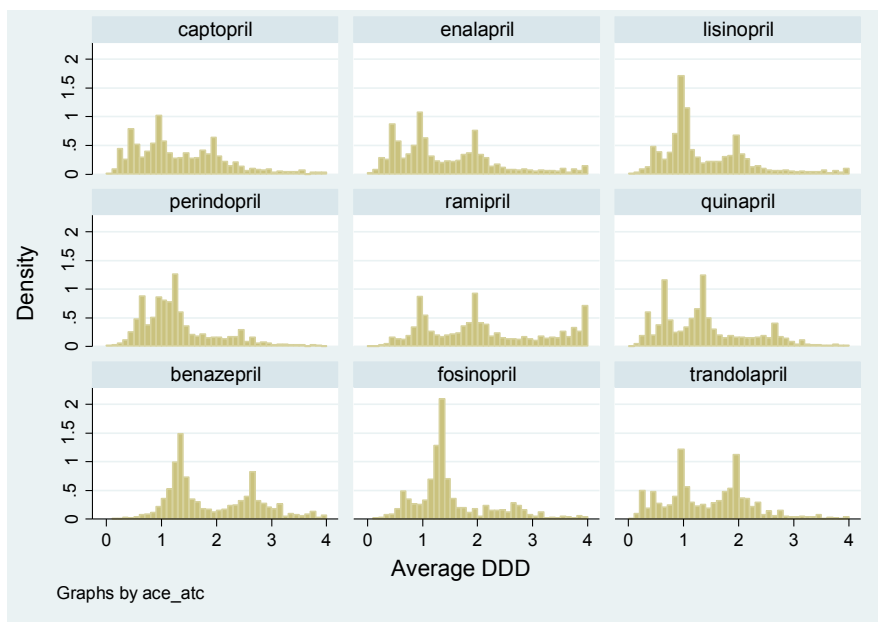 captopril enalapril lisinopril
0 .5 1 1.5 2
perindopril ramipril quinapril
0 .5 1 1.5 2
benazepril fosinopril trandolapril
0 .5 1 1.5 2
0 1 2 3 4 0 1 2 3 4 0 1 2 3 4
Density
Average DDD
Graphs by ace_atc